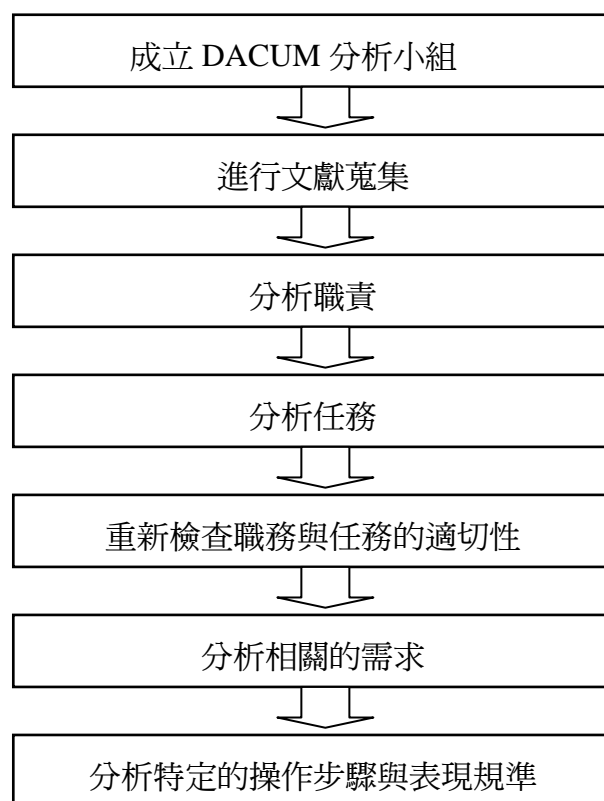 成立 DACUM 分析小組
進行文獻蒐集
分析職責
分析任務
重新檢查職務與任務的適切性
分析相關的需求
分析特定的操作步驟與表現規準